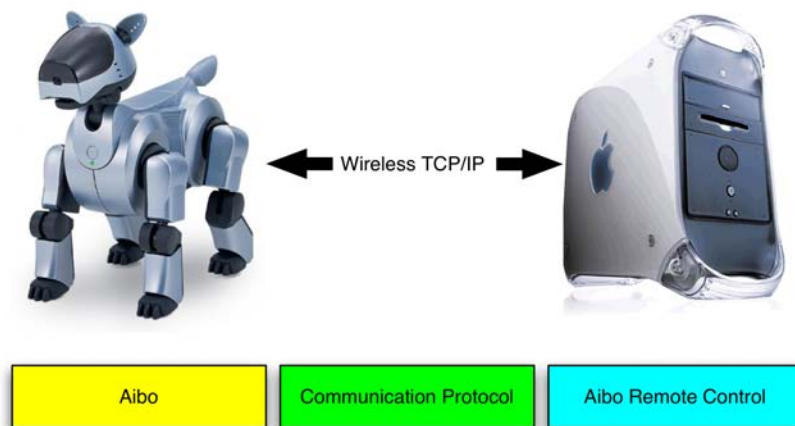 Wireless TCP/IP
Aibo
Communication Protocol
Aibo Remote Control